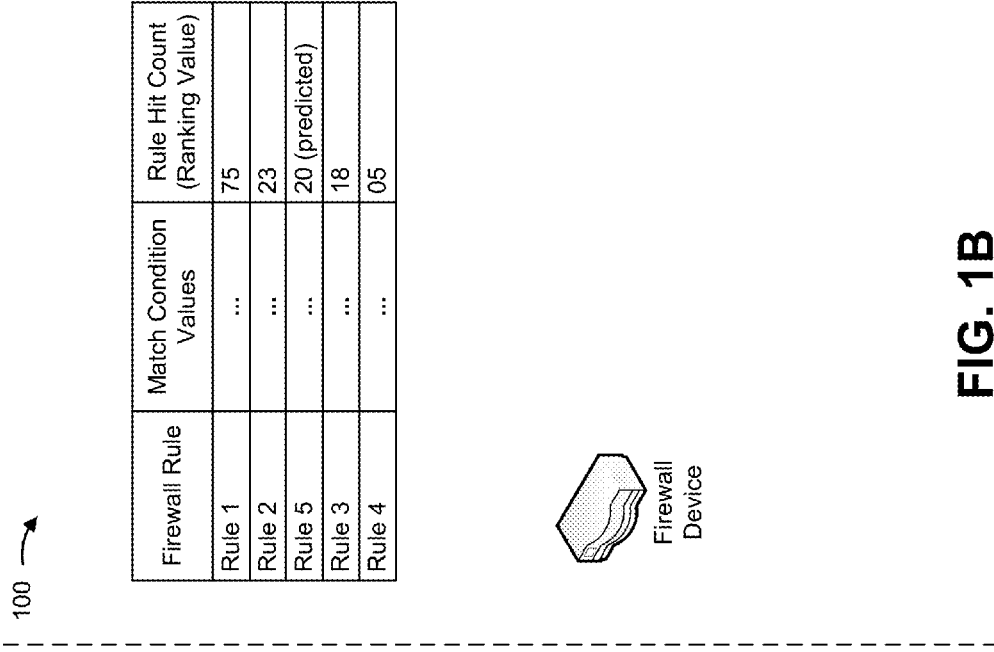 100
Firewall Rule Match Condition Values Rule Hit Count (Ranking Value)
Rule 1 ... 75
Rule 2 ... 23
Rule 5 ... 20 (predicted)
Rule 3 ... 18
Rule 4 ... 05
Firewall
Device
FIG. 1B